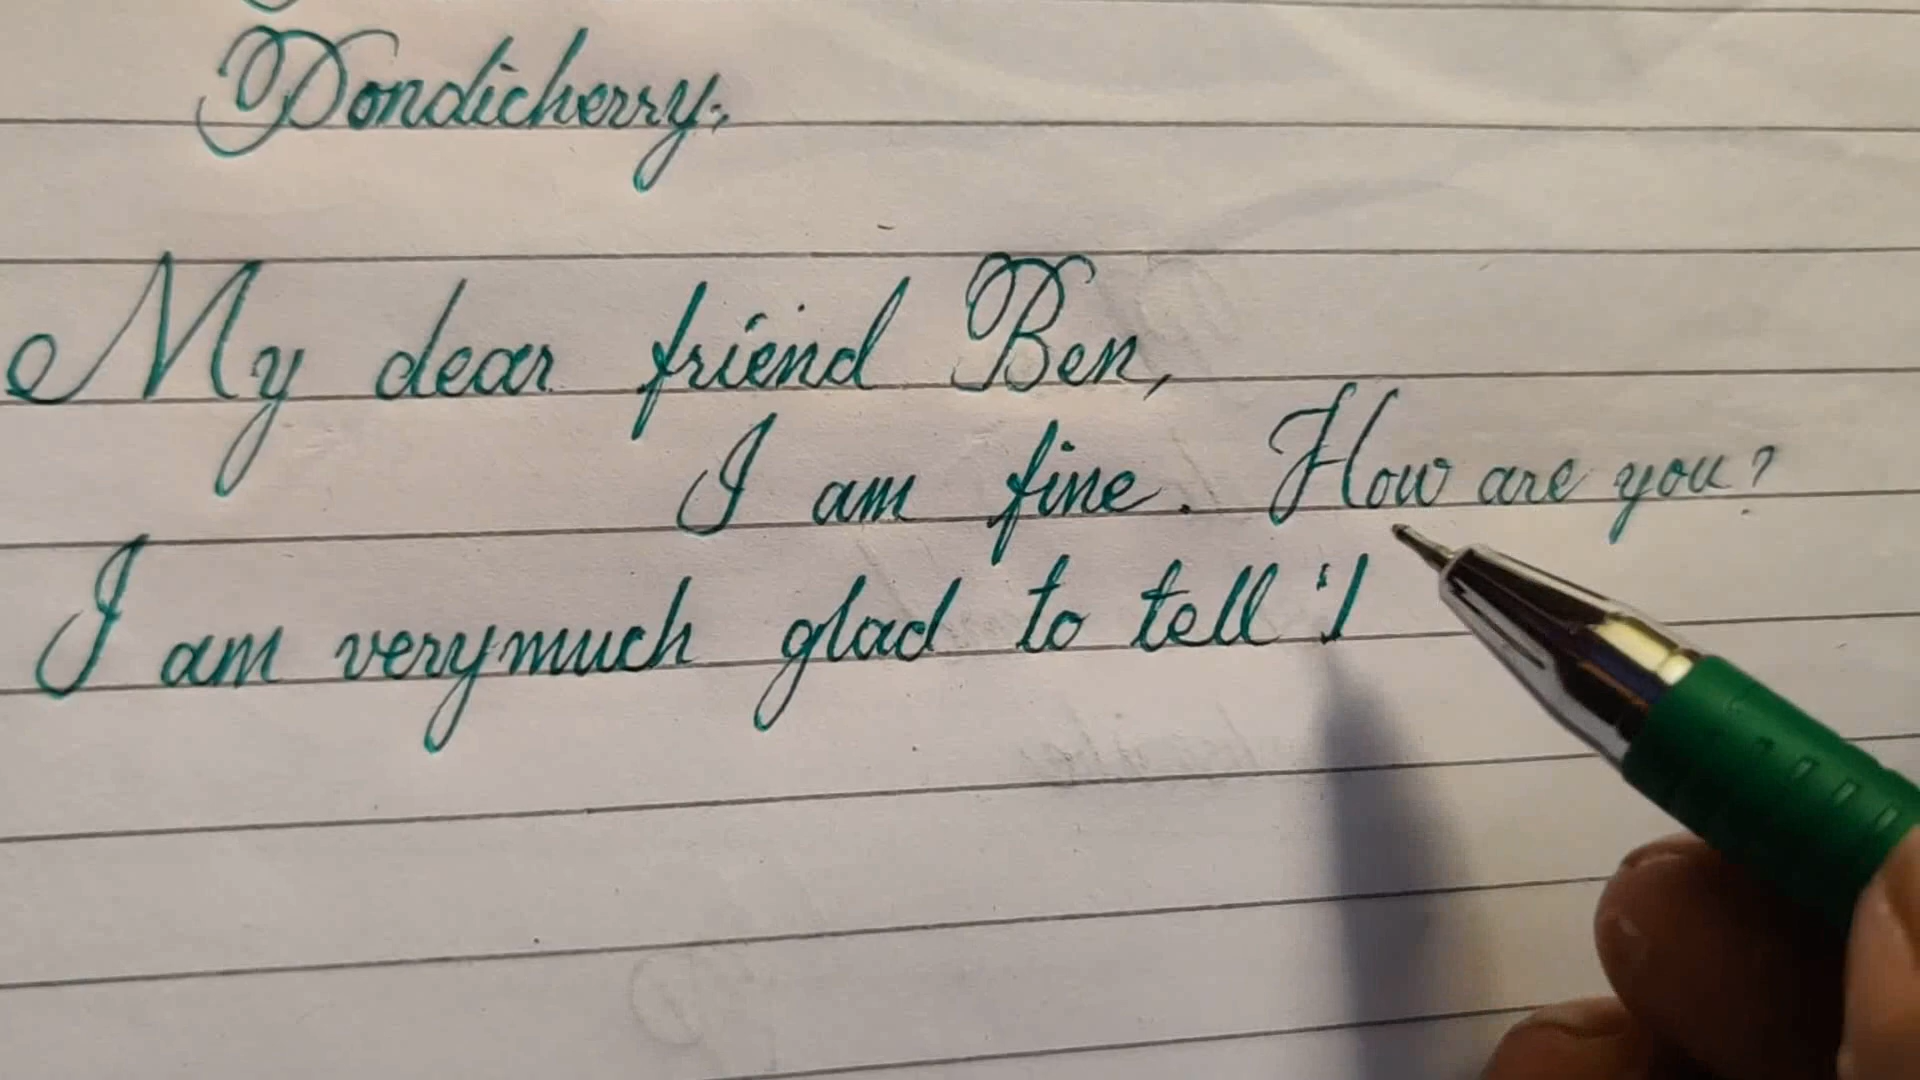 Pondicherry,
My dear friend Ben,
I am fine. How are you?
I am verymuch glad to tell